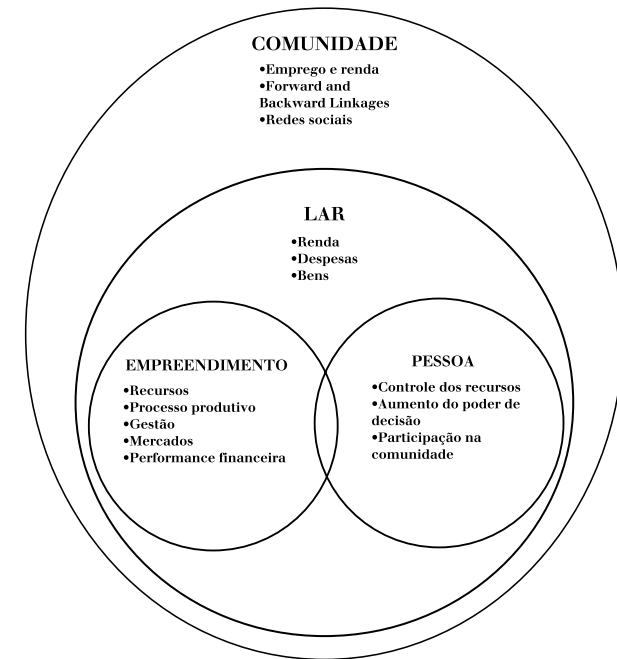 COMUNIDADE
•Emprego e renda
•Forward and
Backward Linkages
•Redes sociais
LAR
•Renda
•Despesas
•Bens
EMPREENDIMENTO
•Recursos
•Processo produtivo
•Gestão
•Mercados
•Performance financeira
PESSOA
•Controle dos recursos
•Aumento do poder de
decisão
•Participação na
comunidade